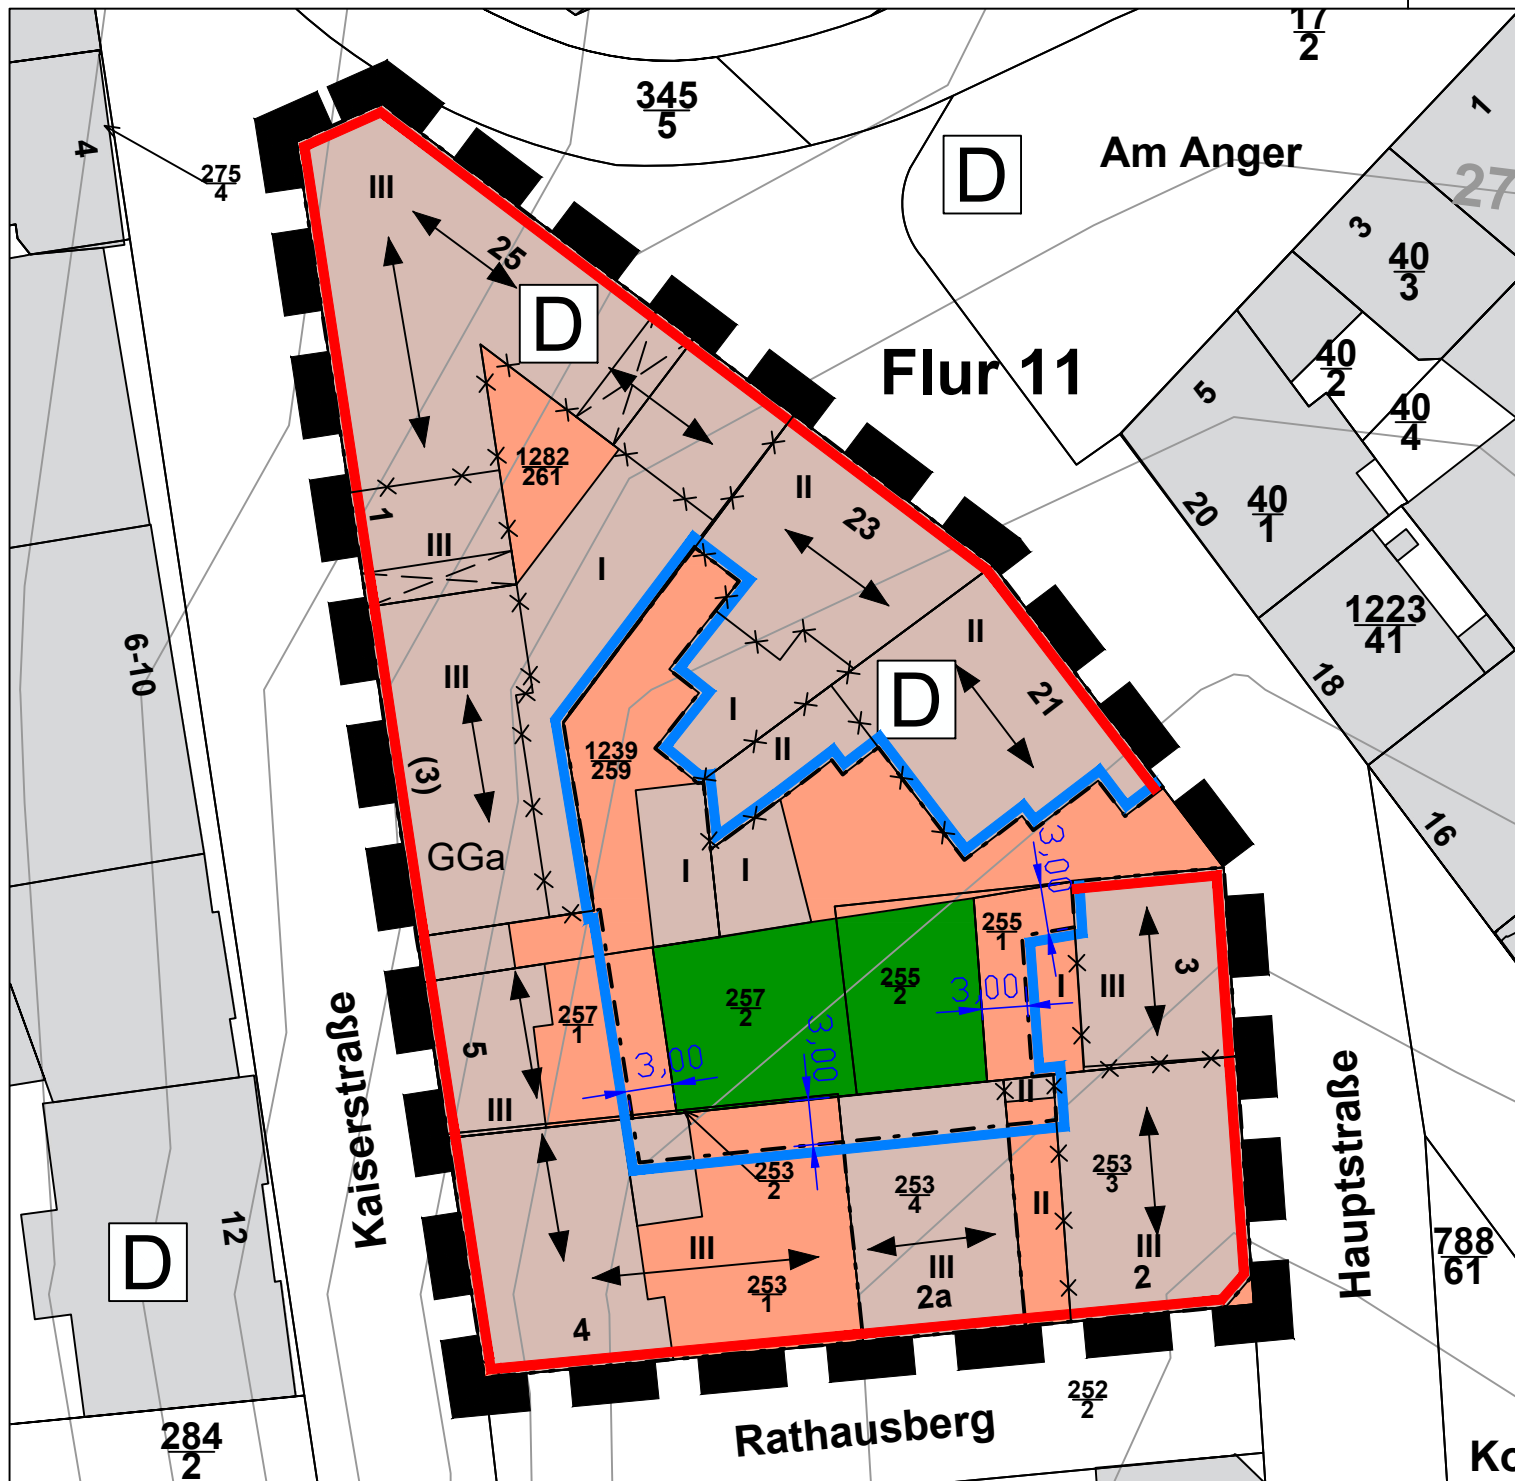 17
2
345
5
Am Anger
1
D
4
275
4
27
III
3
40
3
25
D
Flur 11
40
2
40
4
5
1282
261
II
23
20
40
1
1
III
I
1223
41
II
6-10
III
18
D
21
I
II
1239
259
(3)
16
GGa
3,00
I
I
255
1
3
257
2
255
2
3,00
I
III
257
1
5
3,00
3,00
III
II
Kaiserstraße
Hauptstraße
253
2
253
4
253
3
II
12
D
III
253
1
III
2a
III
2
788
61
4
252
2
Rathausberg
284
2
Ko